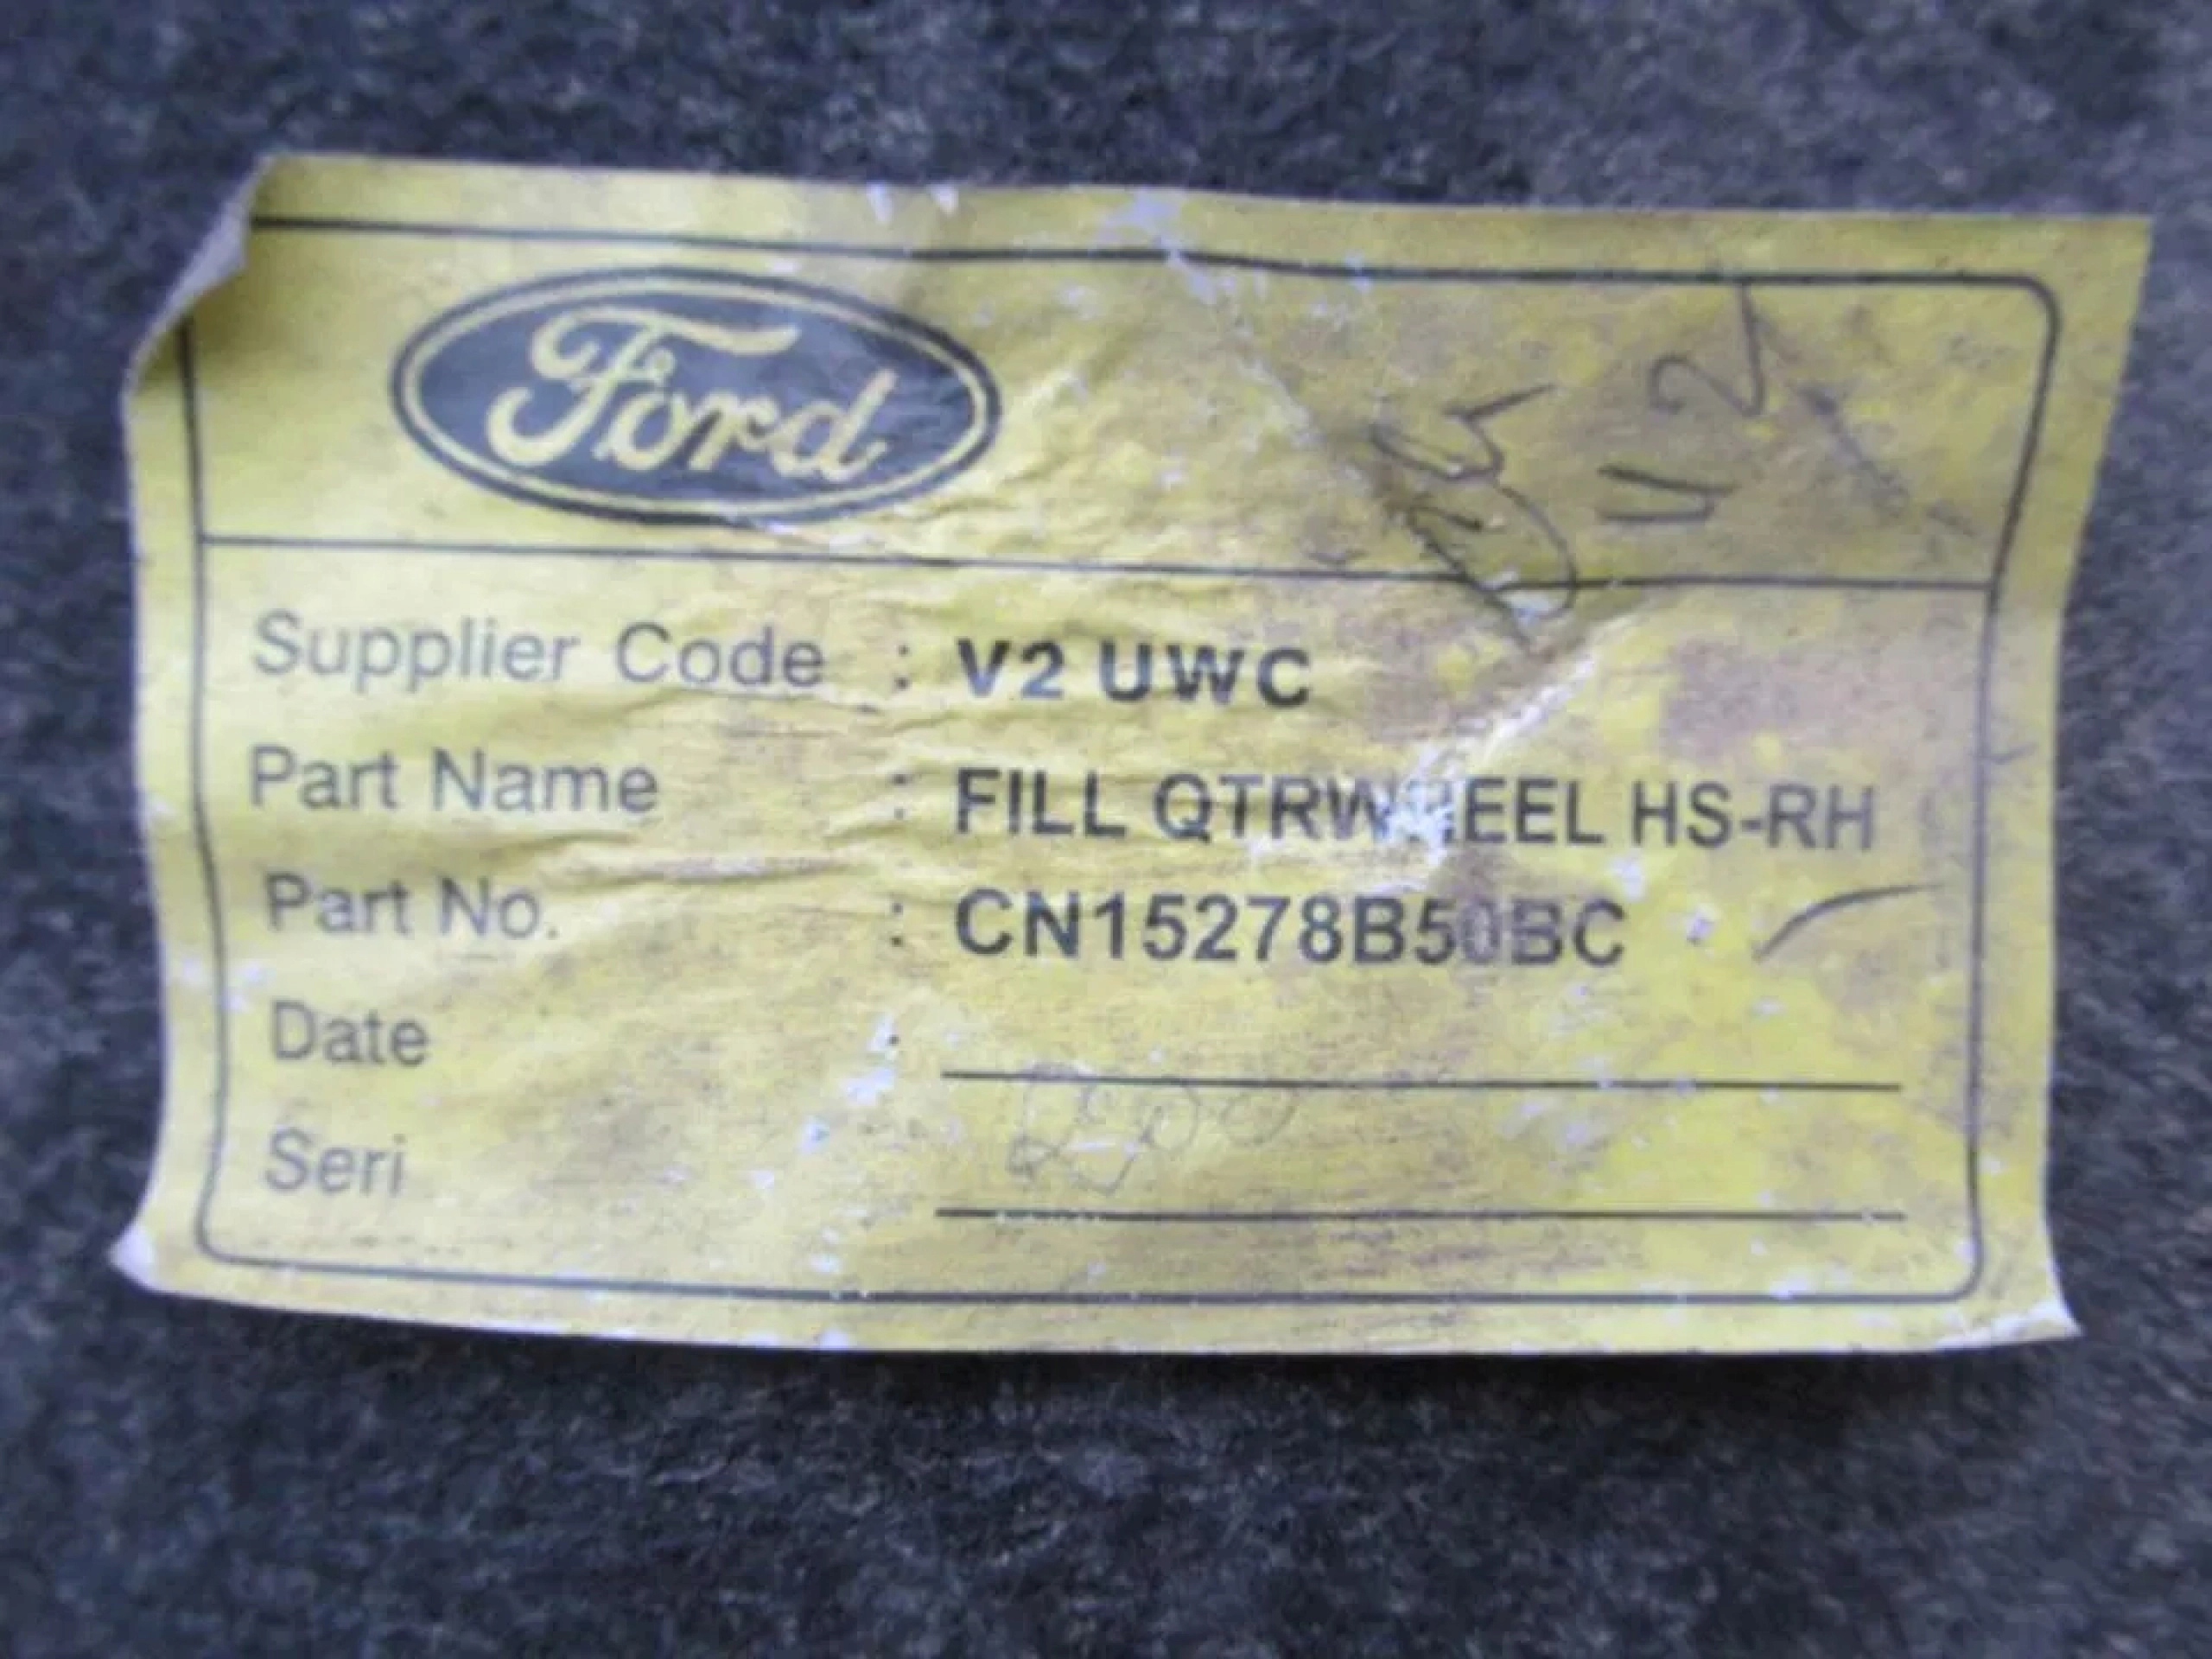 Ford
Supplier Code : V2 UWC
Part Name : FILL QTRWHEEL HS-RH
Part No. : CN15278B50BC
Date :
Seri